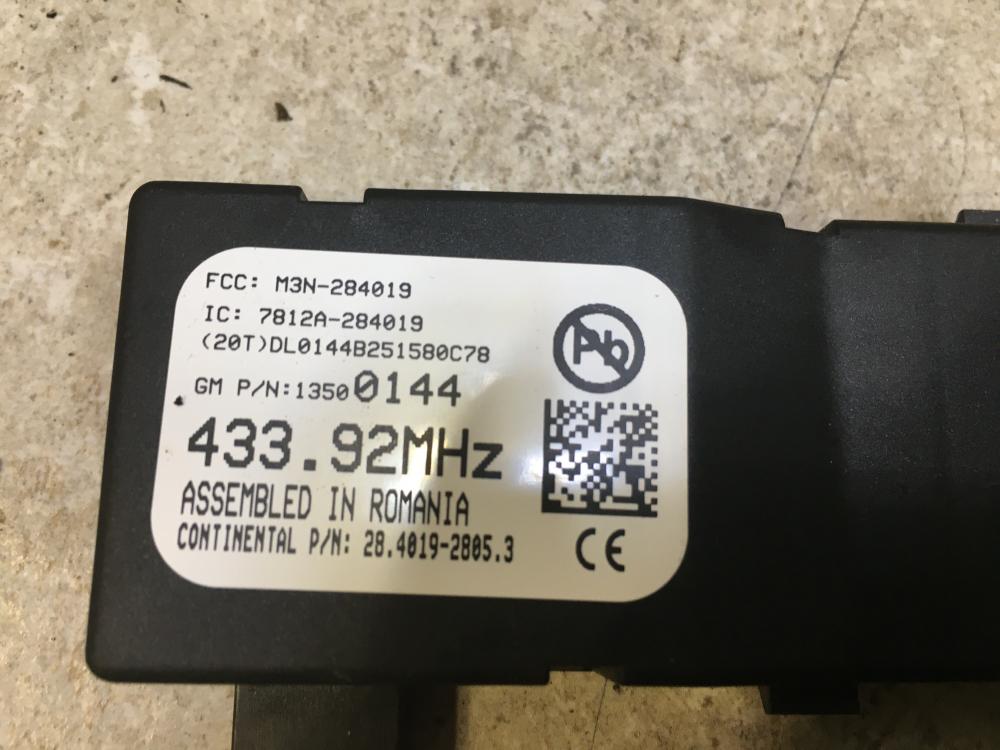 FCC: M3N-284019
IC: 7812A-284019
(20T)DL0144B251580C78
GM P/N:13500144
433.92MHz
ASSEMBLED IN ROMANIA
CONTINENTAL P/N: 28.4019-2805.3
Pb
CE